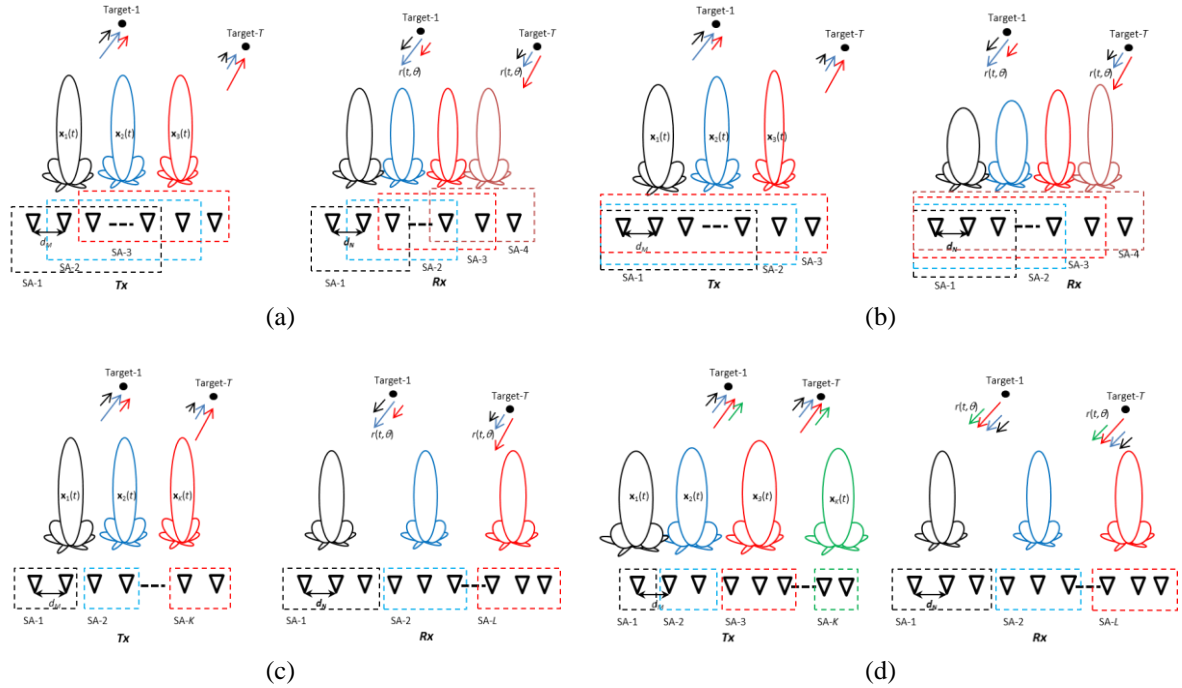 Target-1
Target-T
x1(t)
x2(t)
x3(t)
dM
SA-3
SA-2
SA-1
Tx
Target-1
Target-T
r(t,θ)
r(t,θ)
dN
SA-4
SA-3
SA-2
SA-1
Rx
(a)
Target-1
Target-T
x1(t)
x2(t)
x3(t)
dM
SA-3
SA-2
SA-1
Tx
Target-1
Target-T
r(t,θ)
r(t,θ)
dN
SA-4
SA-3
SA-2
SA-1
Rx
(b)
Target-1
Target-T
x1(t)
x2(t)
xK(t)
dM
SA-1
SA-2
SA-K
Tx
Target-1
Target-T
r(t,θ)
r(t,θ)
dN
SA-1
SA-2
SA-L
Rx
(c)
Target-1
Target-T
x1(t)
x2(t)
x3(t)
xK(t)
dM
SA-1
SA-2
SA-3
SA-K
Tx
Target-1
Target-T
r(t,θ)
r(t,θ)
dN
SA-1
SA-2
SA-L
Rx
(d)